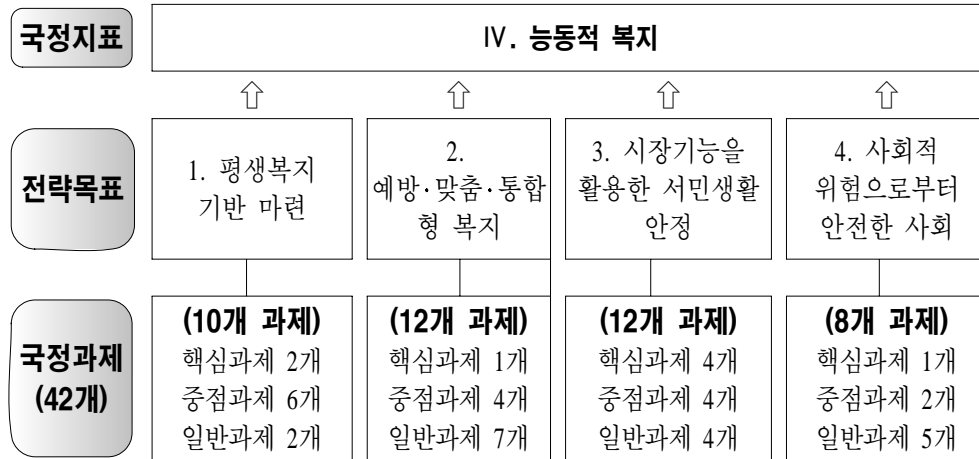 국정지표
Ⅳ. 능동적 복지
전략목표
1. 평생복지
기반 마련
2.
예방·맞춤·통합
형 복지
3. 시장기능을
활용한 서민생활
안정
4. 사회적
위험으로부터
안전한 사회
국정과제
(42개)
(10개 과제)
핵심과제 2개
중점과제 6개
일반과제 2개
(12개 과제)
핵심과제 1개
중점과제 4개
일반과제 7개
(12개 과제)
핵심과제 4개
중점과제 4개
일반과제 4개
(8개 과제)
핵심과제 1개
중점과제 2개
일반과제 5개